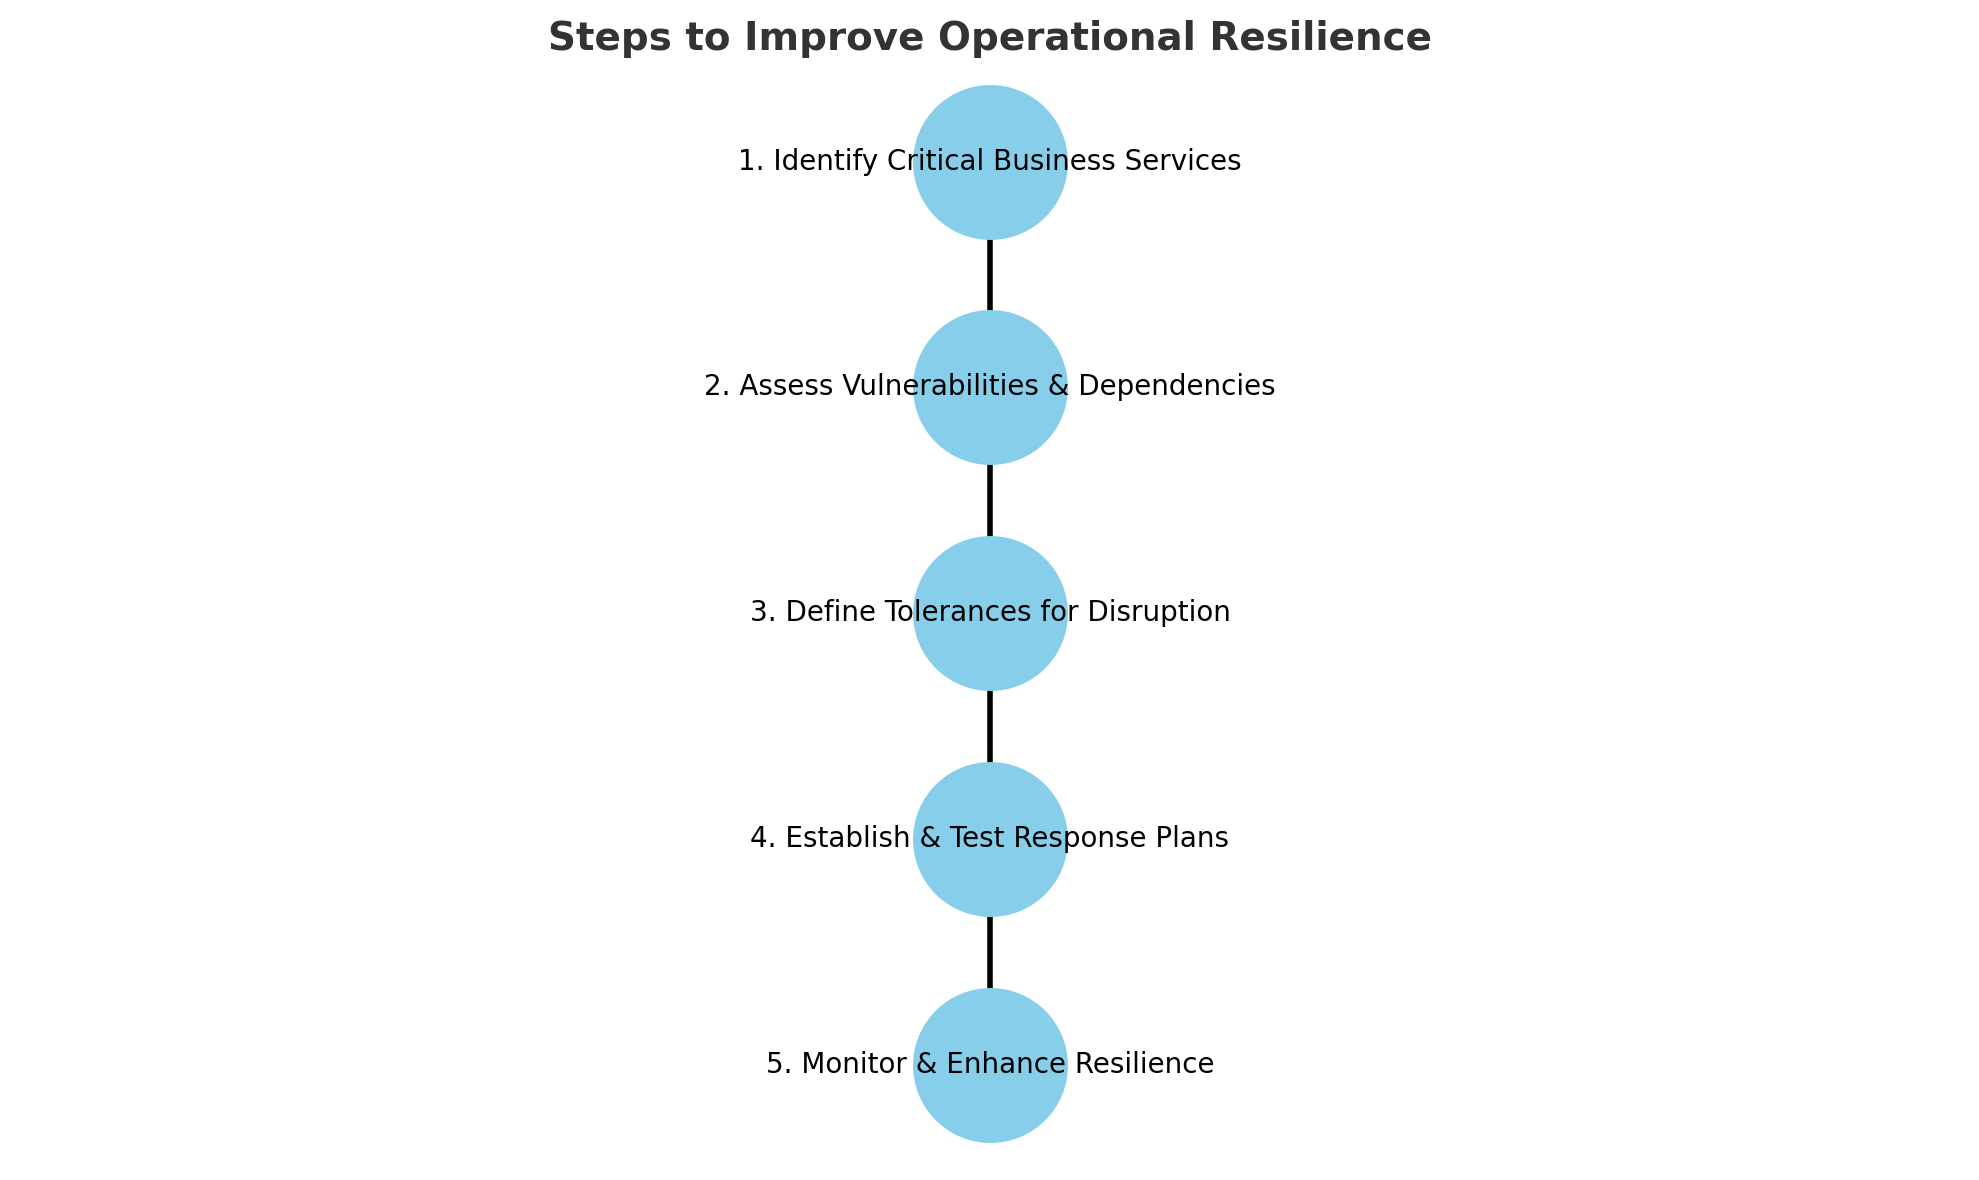 Steps to Improve Operational Resilience
1. Identify Critical Business Services
2. Assess Vulnerabilities & Dependencies
3. Define Tolerances for Disruption
4. Establish & Test Response Plans
5. Monitor & Enhance Resilience